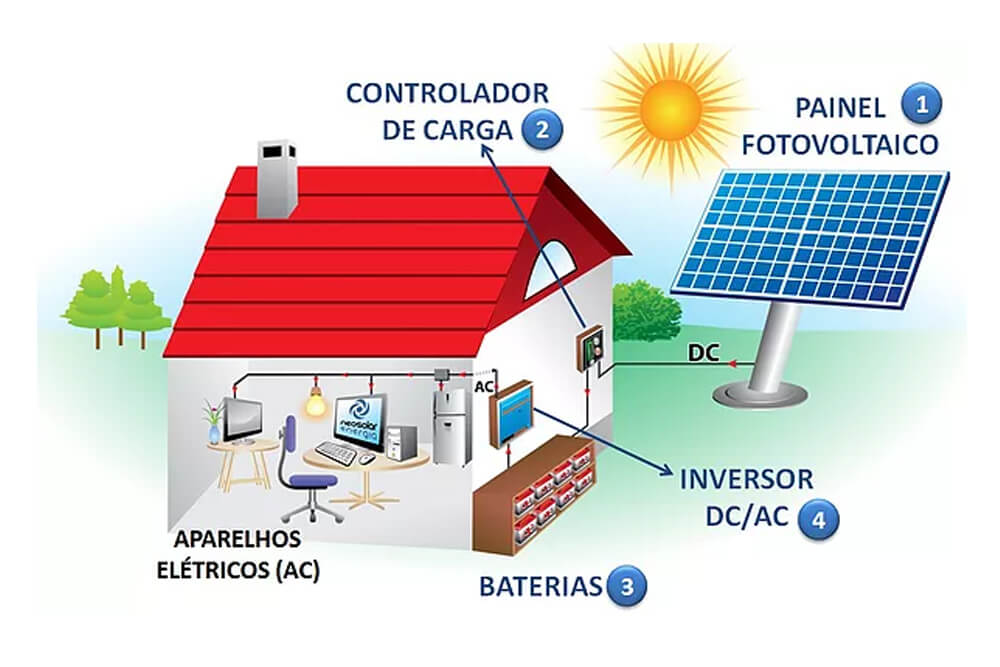 CONTROLADOR
DE CARGA 2
PAINEL 1
FOTOVOLTAICO
DC
AC
neosolar
energia
INVERSOR
DC/AC 4
APARELHOS
ELÉTRICOS (AC)
BATERIAS 3